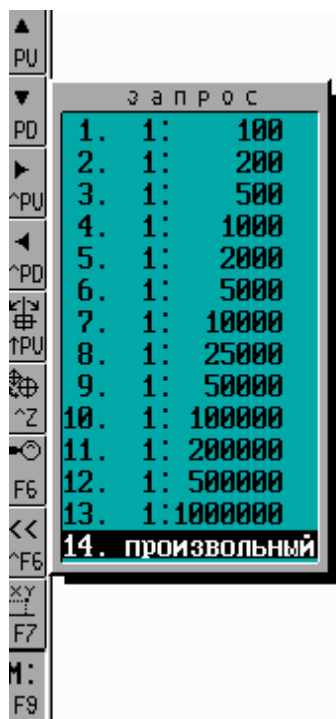 PU
PD
^PU
^PD
↑PU
^Z
F6
<<
^F6
XY
F7
M:
F9
запрос
1. 1: 100
2. 1: 200
3. 1: 500
4. 1: 1000
5. 1: 2000
6. 1: 5000
7. 1: 10000
8. 1: 25000
9. 1: 50000
10. 1: 100000
11. 1: 200000
12. 1: 500000
13. 1:1000000
14. произвольный